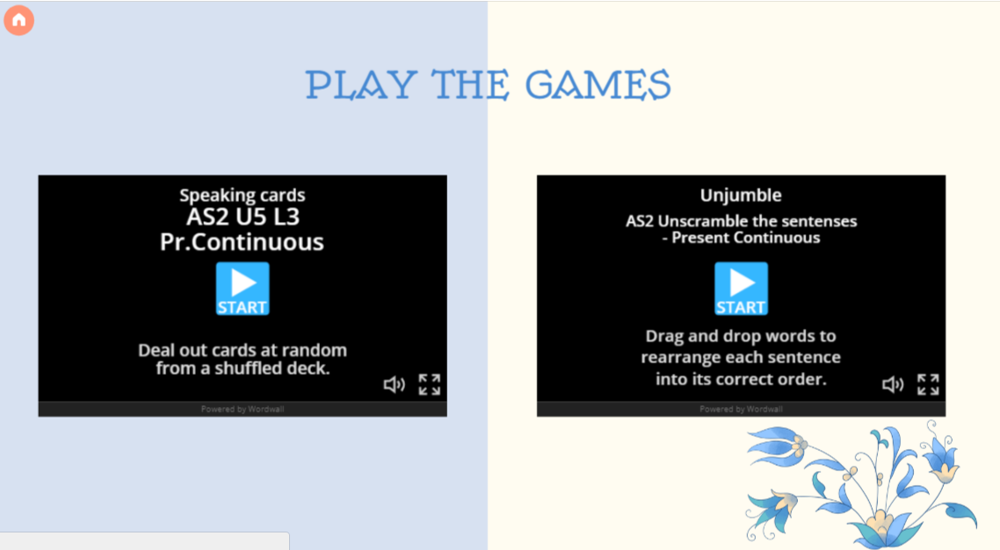 PLAY THE GAMES
Speaking cards
AS2 U5 L3
Pr.Continuous
START
Deal out cards at random
from a shuffled deck.
Powered by Wordwall
Unjumble
AS2 Unscramble the sentenses
- Present Continuous
START
Drag and drop words to
rearrange each sentence
into its correct order.
Powered by Wordwall